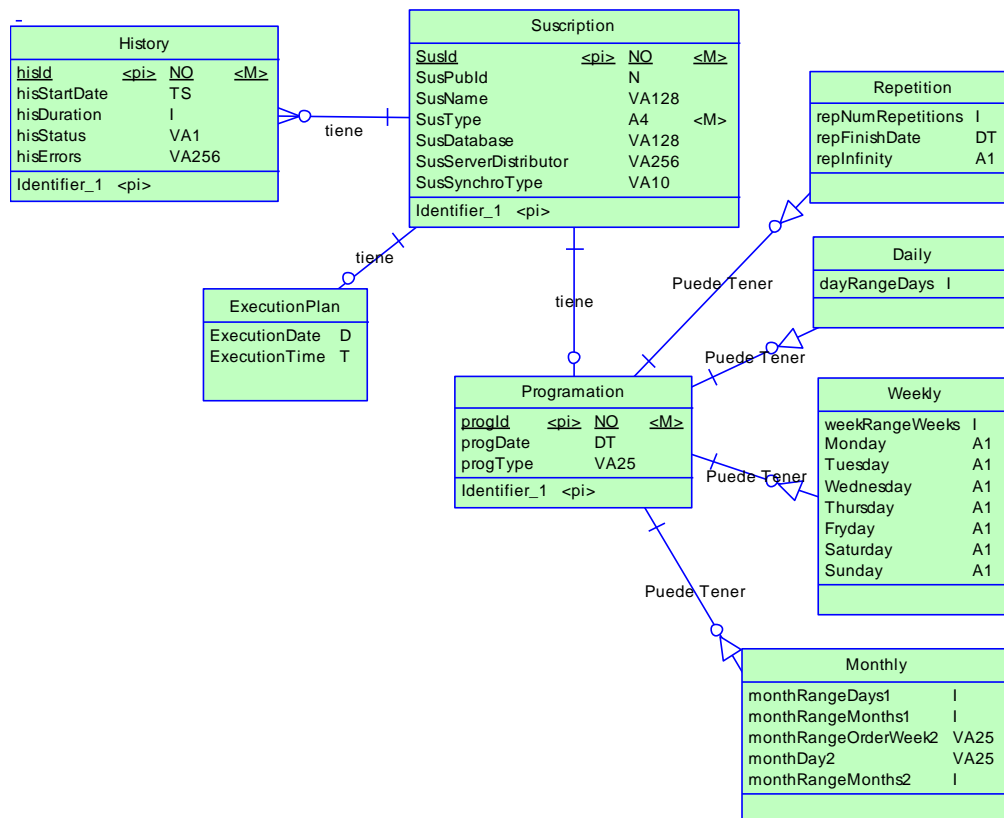 History
hisId <pi> NO <M>
hisStartDate TS
hisDuration I
hisStatus VA1
hisErrors VA256
Identifier_1 <pi>
tiene
Suscription
SusId <pi> NO <M>
SusPubId N
SusName VA128
SusType A4 <M>
SusDatabase VA128
SusServerDistributor VA256
SusSynchroType VA10
Identifier_1 <pi>
Repetition
repNumRepetitions I
repFinishDate DT
repInfinity A1
tiene
ExecutionPlan
ExecutionDate D
ExecutionTime T
tiene
Puede Tener
Daily
dayRangeDays I
Puede Tener
Programation
progId <pi> NO <M>
progDate DT
progType VA25
Identifier_1 <pi>
Puede Tener
Weekly
weekRangeWeeks I
Monday A1
Tuesday A1
Wednesday A1
Thursday A1
Fryday A1
Saturday A1
Sunday A1
Puede Tener
Monthly
monthRangeDays1 I
monthRangeMonths1 I
monthRangeOrderWeek2 VA25
monthDay2 VA25
monthRangeMonths2 I